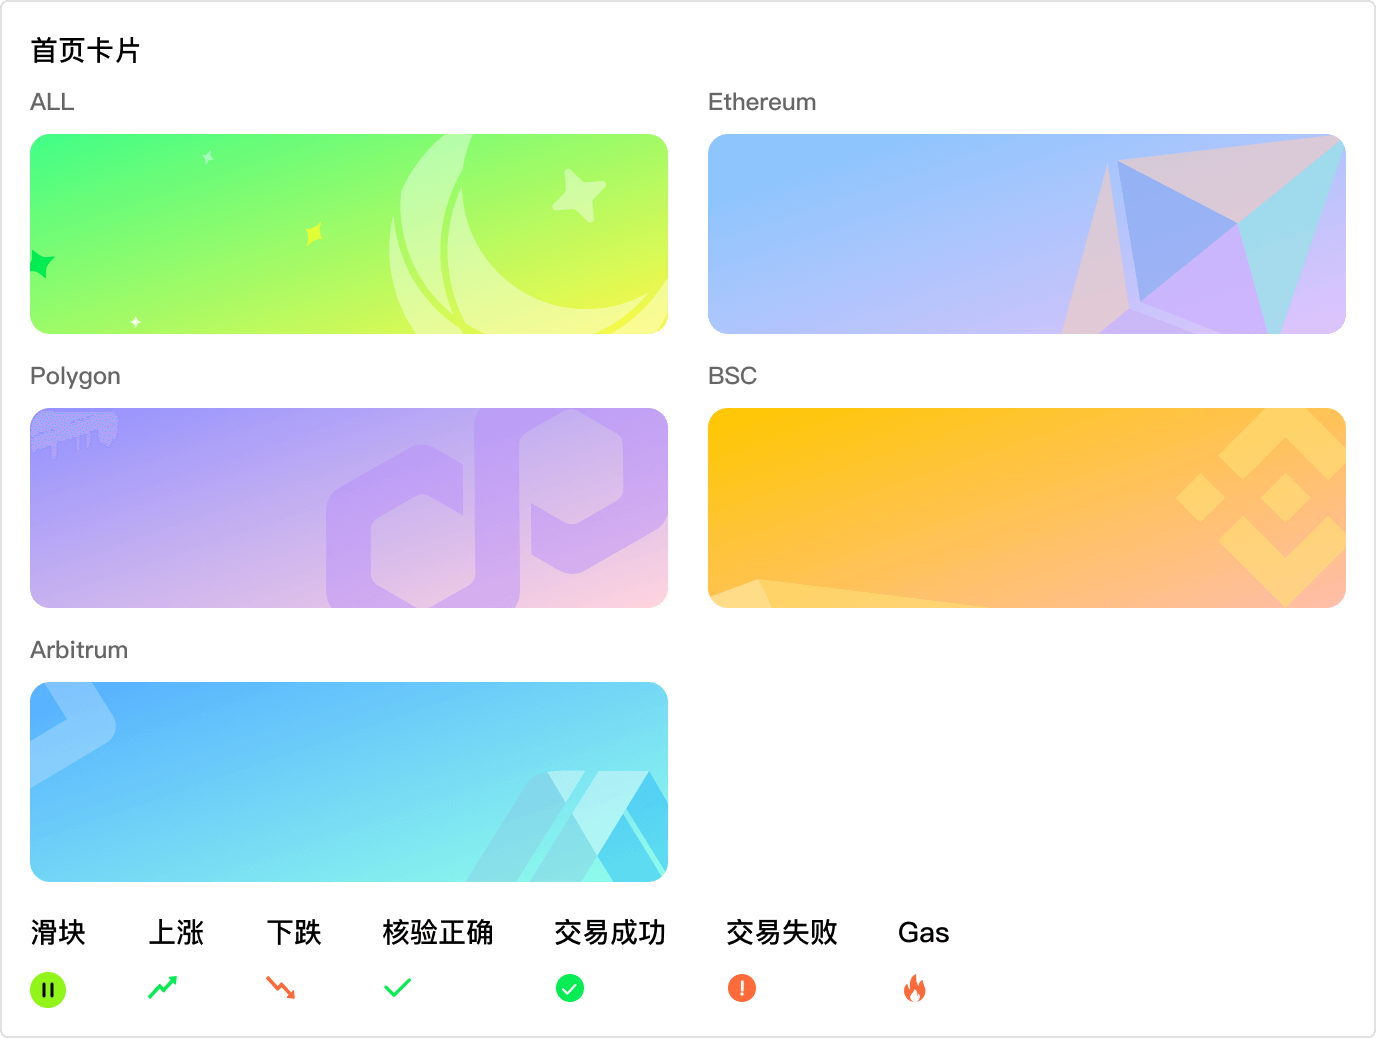 首页卡片
ALL
Ethereum
Polygon
BSC
Arbitrum
滑块
上涨
下跌
核验正确
交易成功
交易失败
Gas